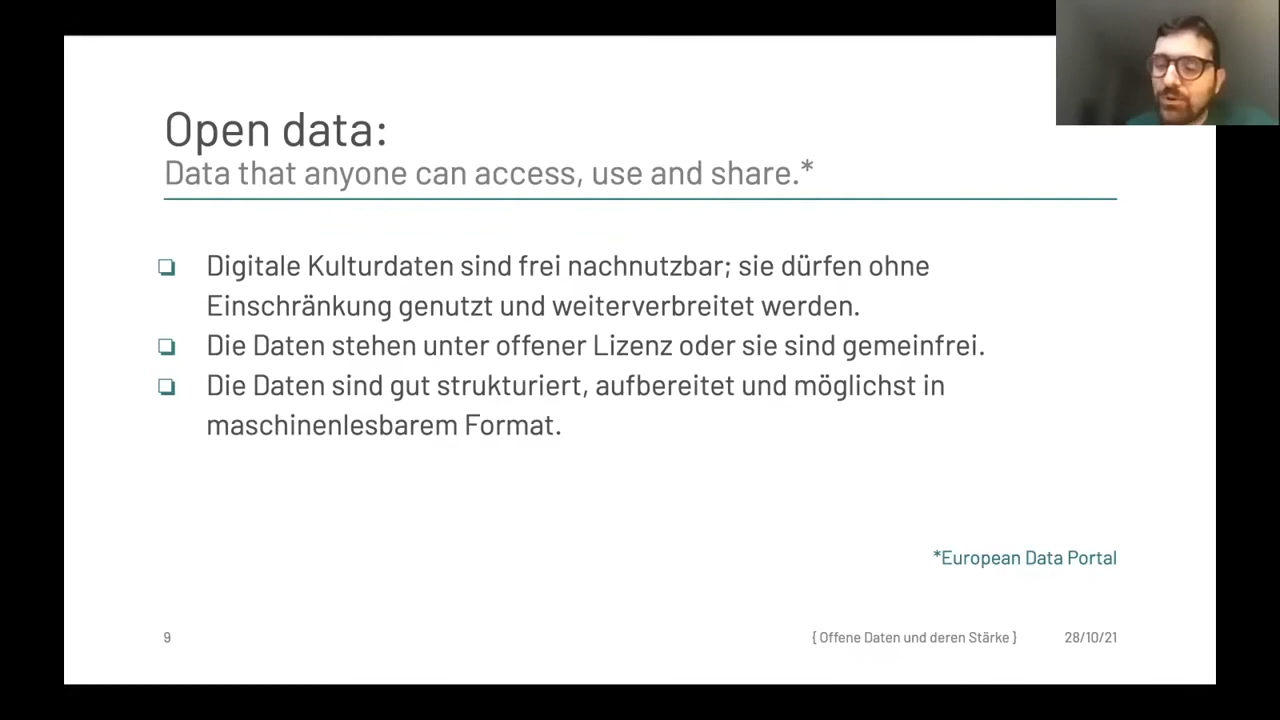 Open data:
Data that anyone can access, use and share.*
❏ Digitale Kulturdaten sind frei nachnutzbar; sie dürfen ohne
Einschränkung genutzt und weiterverbreitet werden.
❏ Die Daten stehen unter offener Lizenz oder sie sind gemeinfrei.
❏ Die Daten sind gut strukturiert, aufbereitet und möglichst in
maschinenlesbarem Format.
*European Data Portal
9 { Offene Daten und deren Stärke } 28/10/21